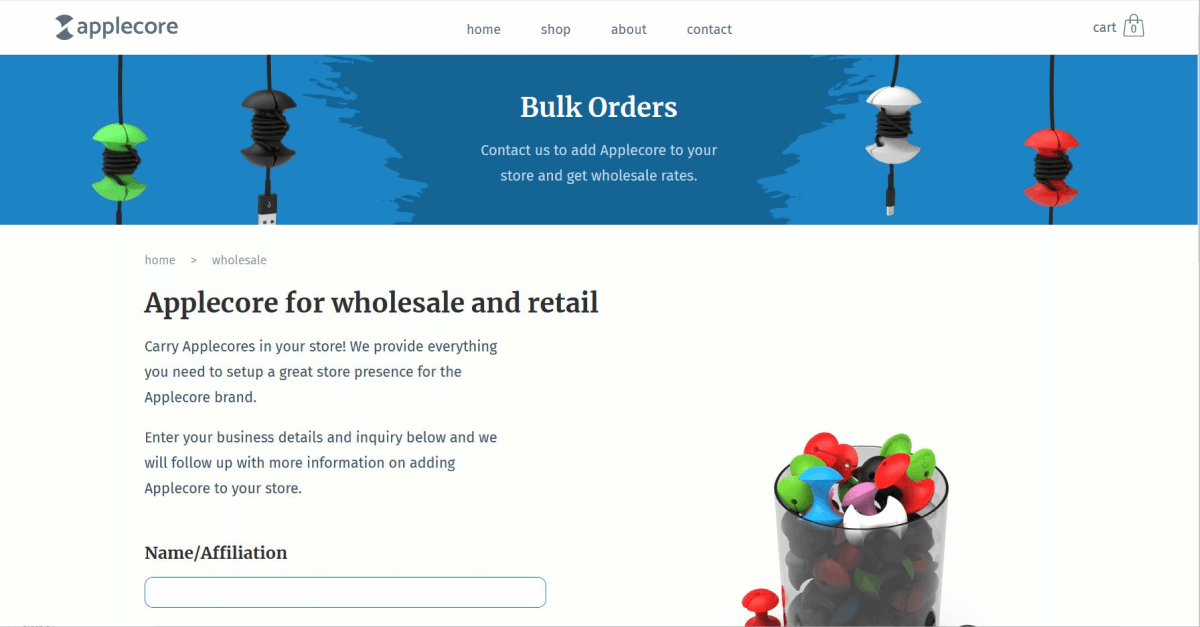 applecore
home shop about contact
cart 0
Bulk Orders
Contact us to add Applecore to your
store and get wholesale rates.
home > wholesale
Applecore for wholesale and retail
Carry Applecores in your store! We provide everything
you need to setup a great store presence for the
Applecore brand.
Enter your business details and inquiry below and we
will follow up with more information on adding
Applecore to your store.
Name/Affiliation